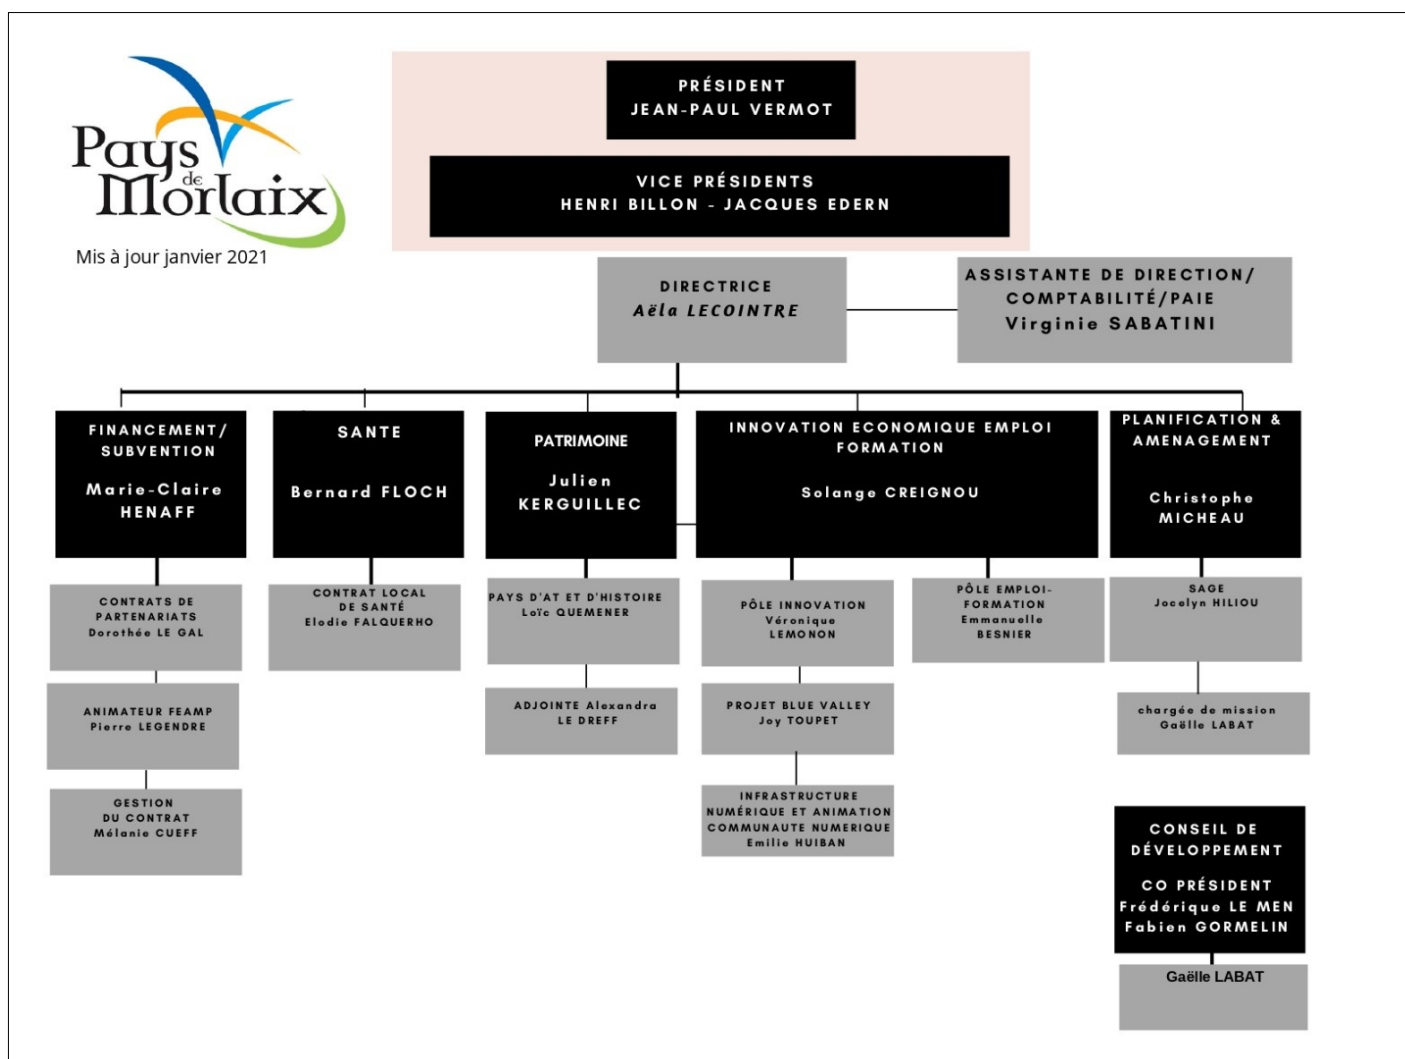 Pays
de
Morlaix
Mis à jour janvier 2021
PRÉSIDENT
JEAN-PAUL VERMOT
VICE PRÉSIDENTS
HENRI BILLON - JACQUES EDERN
DIRECTRICE
Aëla LECOINTRE
ASSISTANTE DE DIRECTION/
COMPTABILITÉ/PAIE
Virginie SABATINI
FINANCEMENT/
SUBVENTION
Marie-Claire
HENAFF
SANTE
Bernard FLOCH
PATRIMOINE
Julien
KERGUILLEC
INNOVATION ECONOMIQUE EMPLOI
FORMATION
Solange CREIGNOU
PLANIFICATION &
AMENAGEMENT
Christophe
MICHEAU
CONTRATS DE
PARTENARIATS
Dorothée LE GAL
CONTRAT LOCAL
DE SANTÉ
Elodie FALQUERHO
PAYS D'AT ET D'HISTOIRE
Loïc QUEMENER
PÔLE INNOVATION
Véronique
LEMONON
PÔLE EMPLOI-
FORMATION
Emmanuelle
BESNIER
SAGE
Jocelyn HILIOU
ANIMATEUR FEAMP
Pierre LEGENDRE
ADJOINTE Alexandra
LE DREFF
PROJET BLUE VALLEY
Joy TOUPET
chargée de mission
Gaëlle LABAT
GESTION
DU CONTRAT
Mélanie CUEFF
INFRASTRUCTURE
NUMÉRIQUE ET ANIMATION
COMMUNAUTE NUMERIQUE
Emilie HUIBAN
CONSEIL DE
DÉVELOPPEMENT
CO PRÉSIDENT
Frédérique LE MEN
Fabien GORMELIN
Gaëlle LABAT